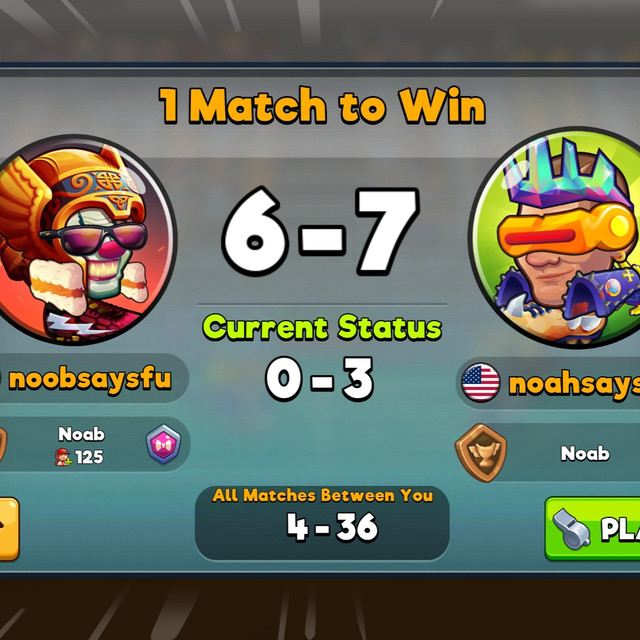 1 Match to Win
6-7
Current Status
0-3
noobsaysfu
noahsays
Noab
125
Noab
All Matches Between You
4-36
PLA